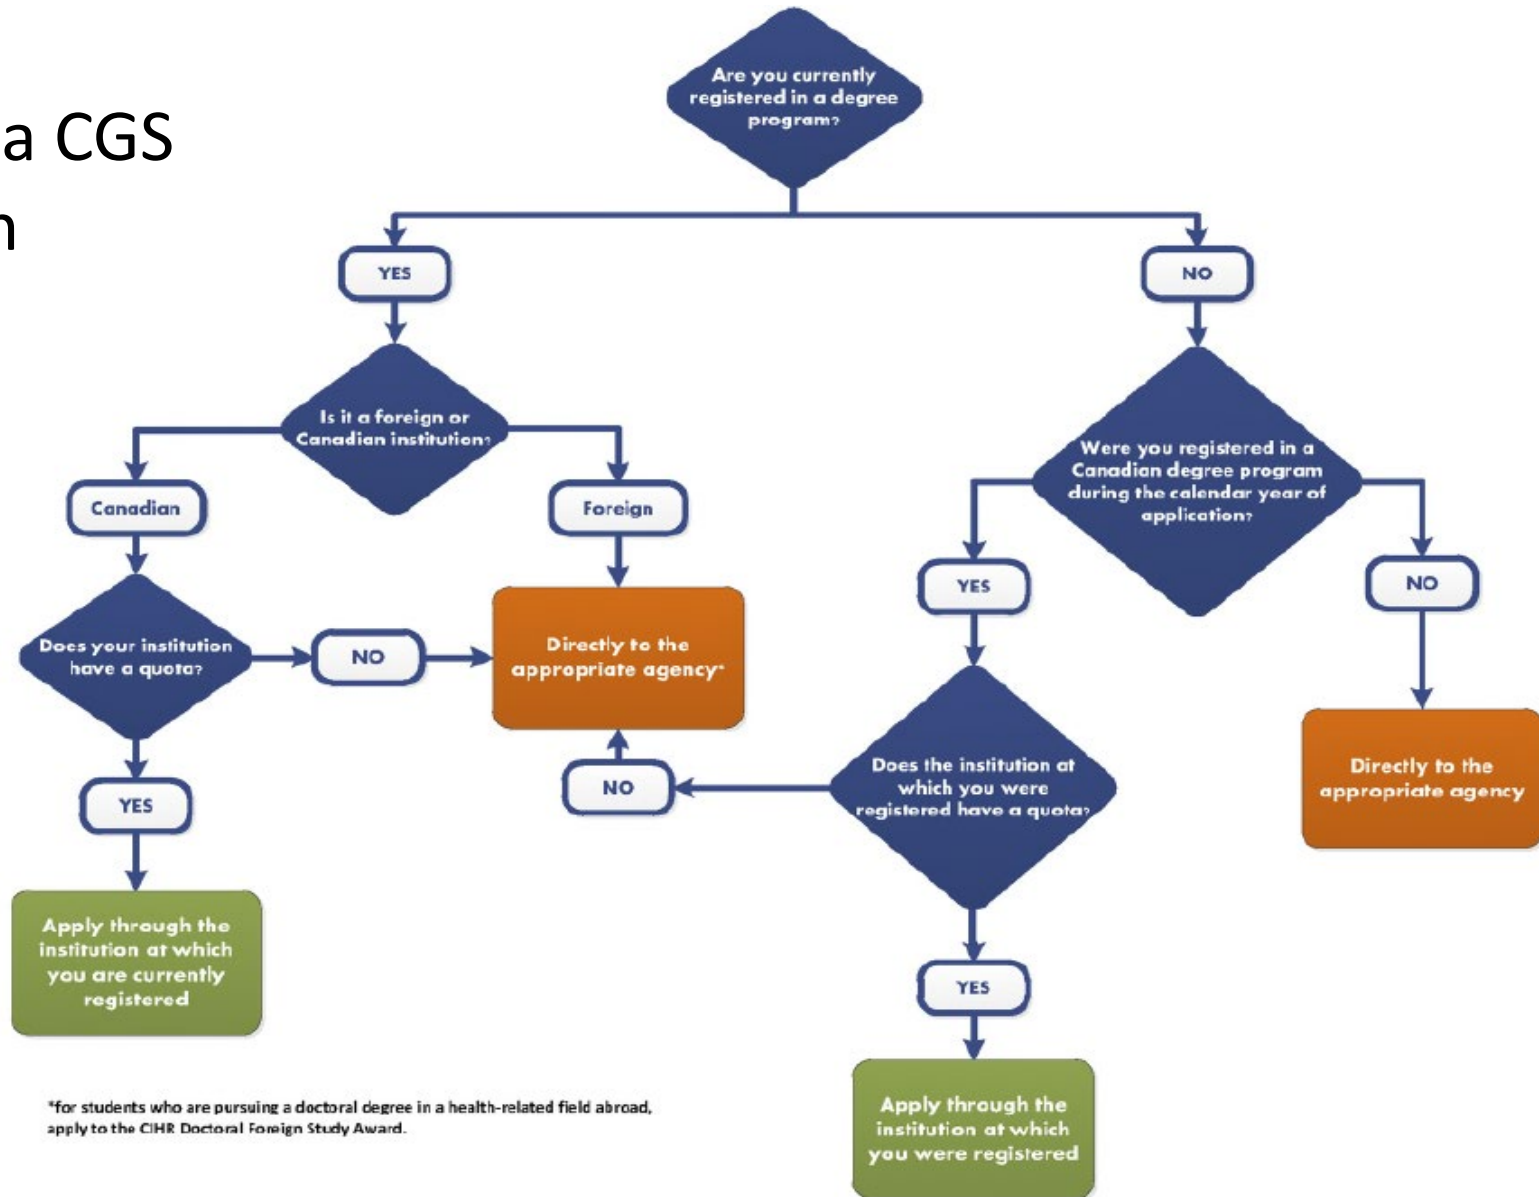 a CGS
n
Are you currently
registered in a degree
program?
YES
NO
Is it a foreign or
Canadian institution?
Canadian
Foreign
Were you registered in a
Canadian degree program
during the calendar year of
application?
YES
NO
Does your institution
have a quota?
NO
Directly to the
appropriate agency*
YES
NO
Does the institution at
which you were
registered have a quota?
Directly to the
appropriate agency
Apply through the
institution at which
you are currently
registered
YES
*for students who are pursuing a doctoral degree in a health-related field abroad,
apply to the CIHR Doctoral Foreign Study Award.
Apply through the
institution at which
you were registered